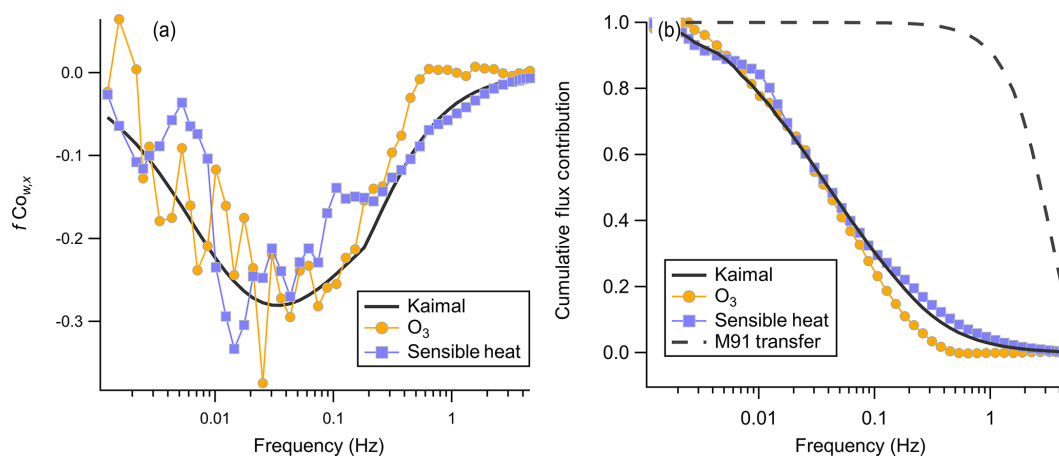 (a)
0.0
-0.1
-0.2
-0.3
f Co_w,x
Kaimal
O₃
Sensible heat
0.01
0.1
1
Frequency (Hz)
(b)
1.0
0.8
0.6
0.4
0.2
0.0
Cumulative flux contribution
Kaimal
O₃
Sensible heat
M91 transfer
0.01
0.1
1
Frequency (Hz)